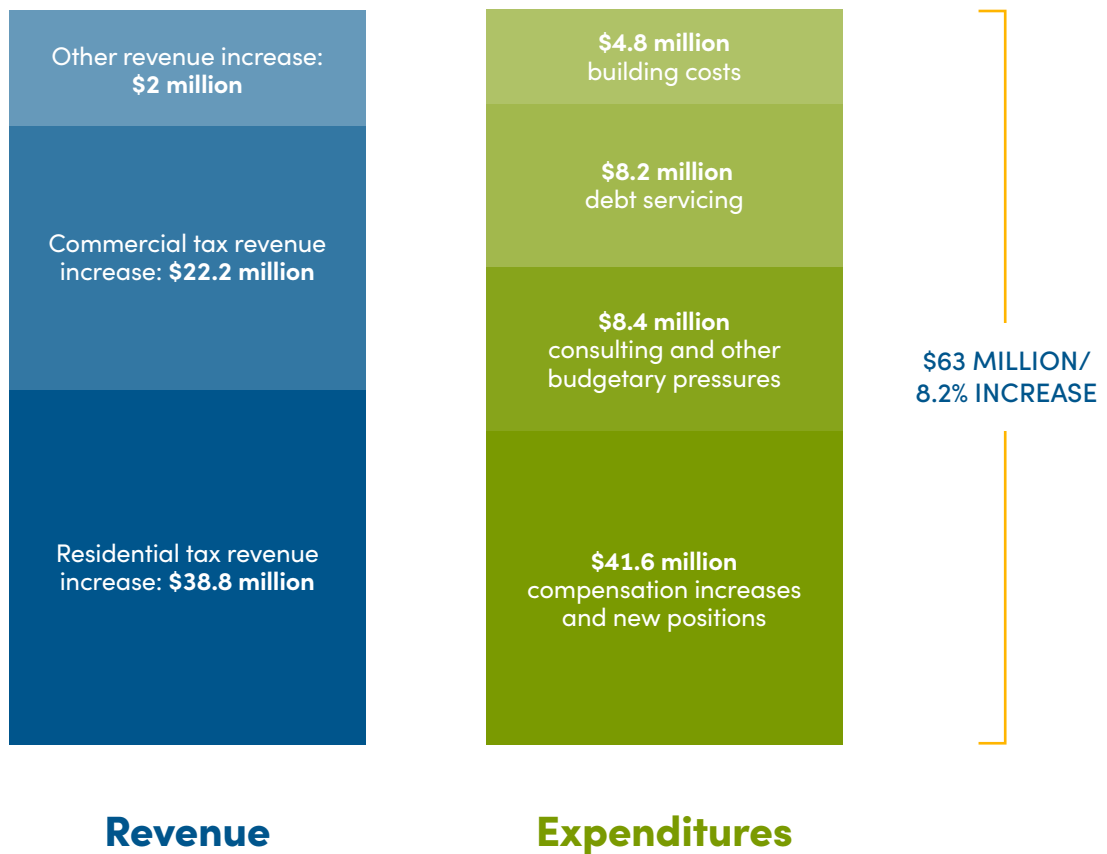 Other revenue increase:
$2 million
Commercial tax revenue
increase: $22.2 million
Residential tax revenue
increase: $38.8 million
Revenue
$4.8 million
building costs
$8.2 million
debt servicing
$8.4 million
consulting and other
budgetary pressures
$41.6 million
compensation increases
and new positions
Expenditures
$63 MILLION/
8.2% INCREASE